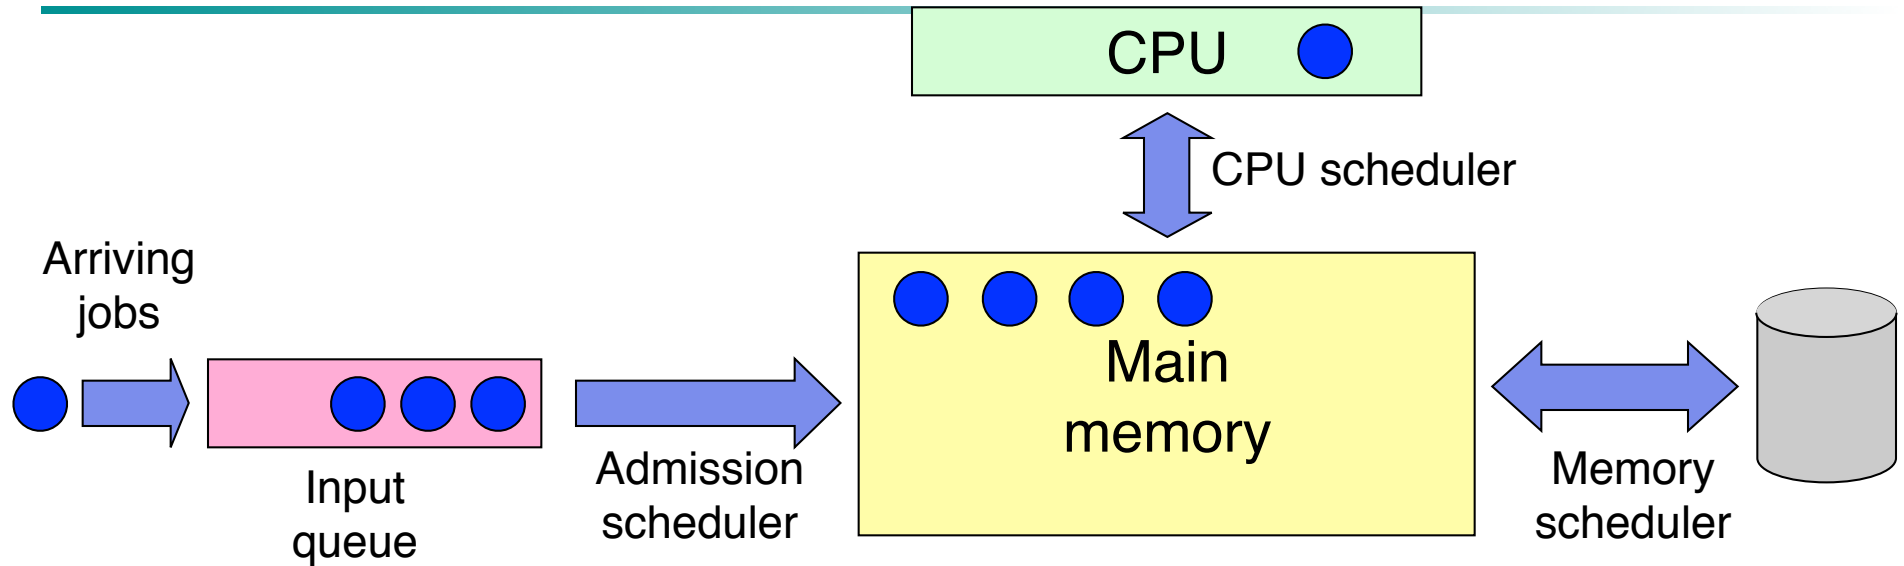 CPU
CPU scheduler
Arriving
jobs
Main
memory
Input
queue
Admission
scheduler
Memory
scheduler